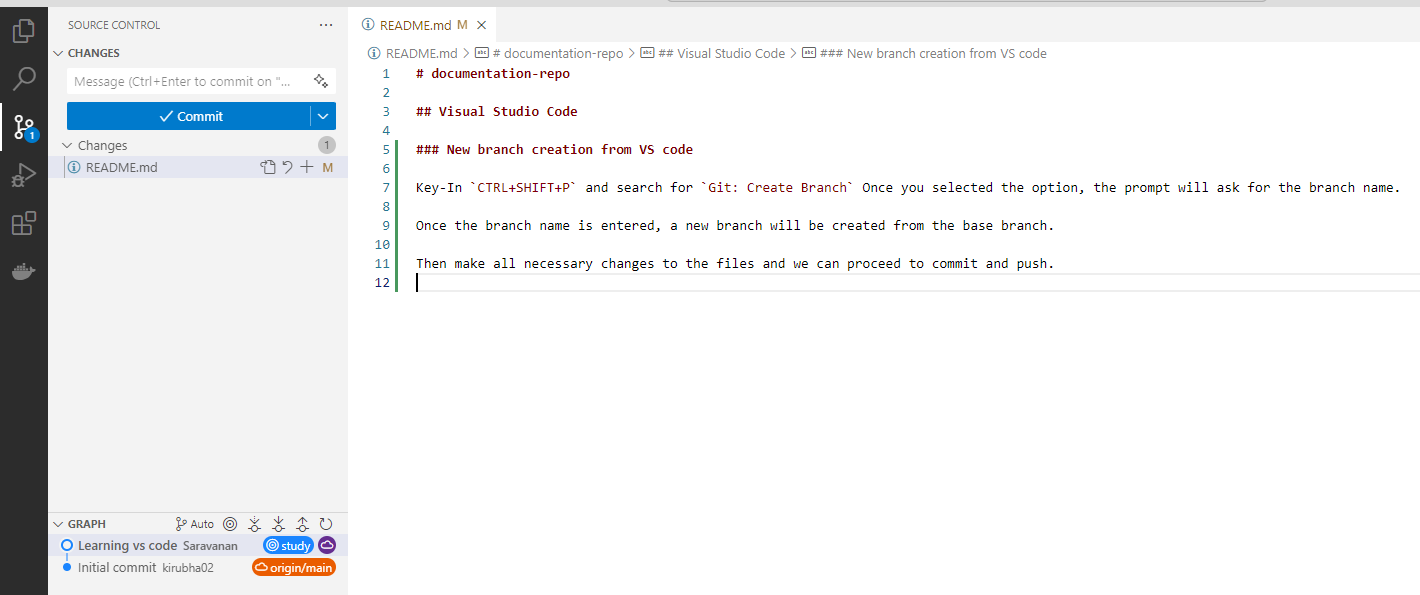 SOURCE CONTROL ...
CHANGES
Message (Ctrl+Enter to commit on "...
Commit
Changes 1
README.md M
1
GRAPH Auto
Learning vs code Saravanan study
Initial commit kirubha02 origin/main
README.md M
README.md > # documentation-repo > ## Visual Studio Code > ### New branch creation from VS code
1 # documentation-repo
2
3 ## Visual Studio Code
4
5 ### New branch creation from VS code
6
7 Key-In `CTRL+SHIFT+P` and search for `Git: Create Branch` Once you selected the option, the prompt will ask for the branch name.
8
9 Once the branch name is entered, a new branch will be created from the base branch.
10
11 Then make all necessary changes to the files and we can proceed to commit and push.
12